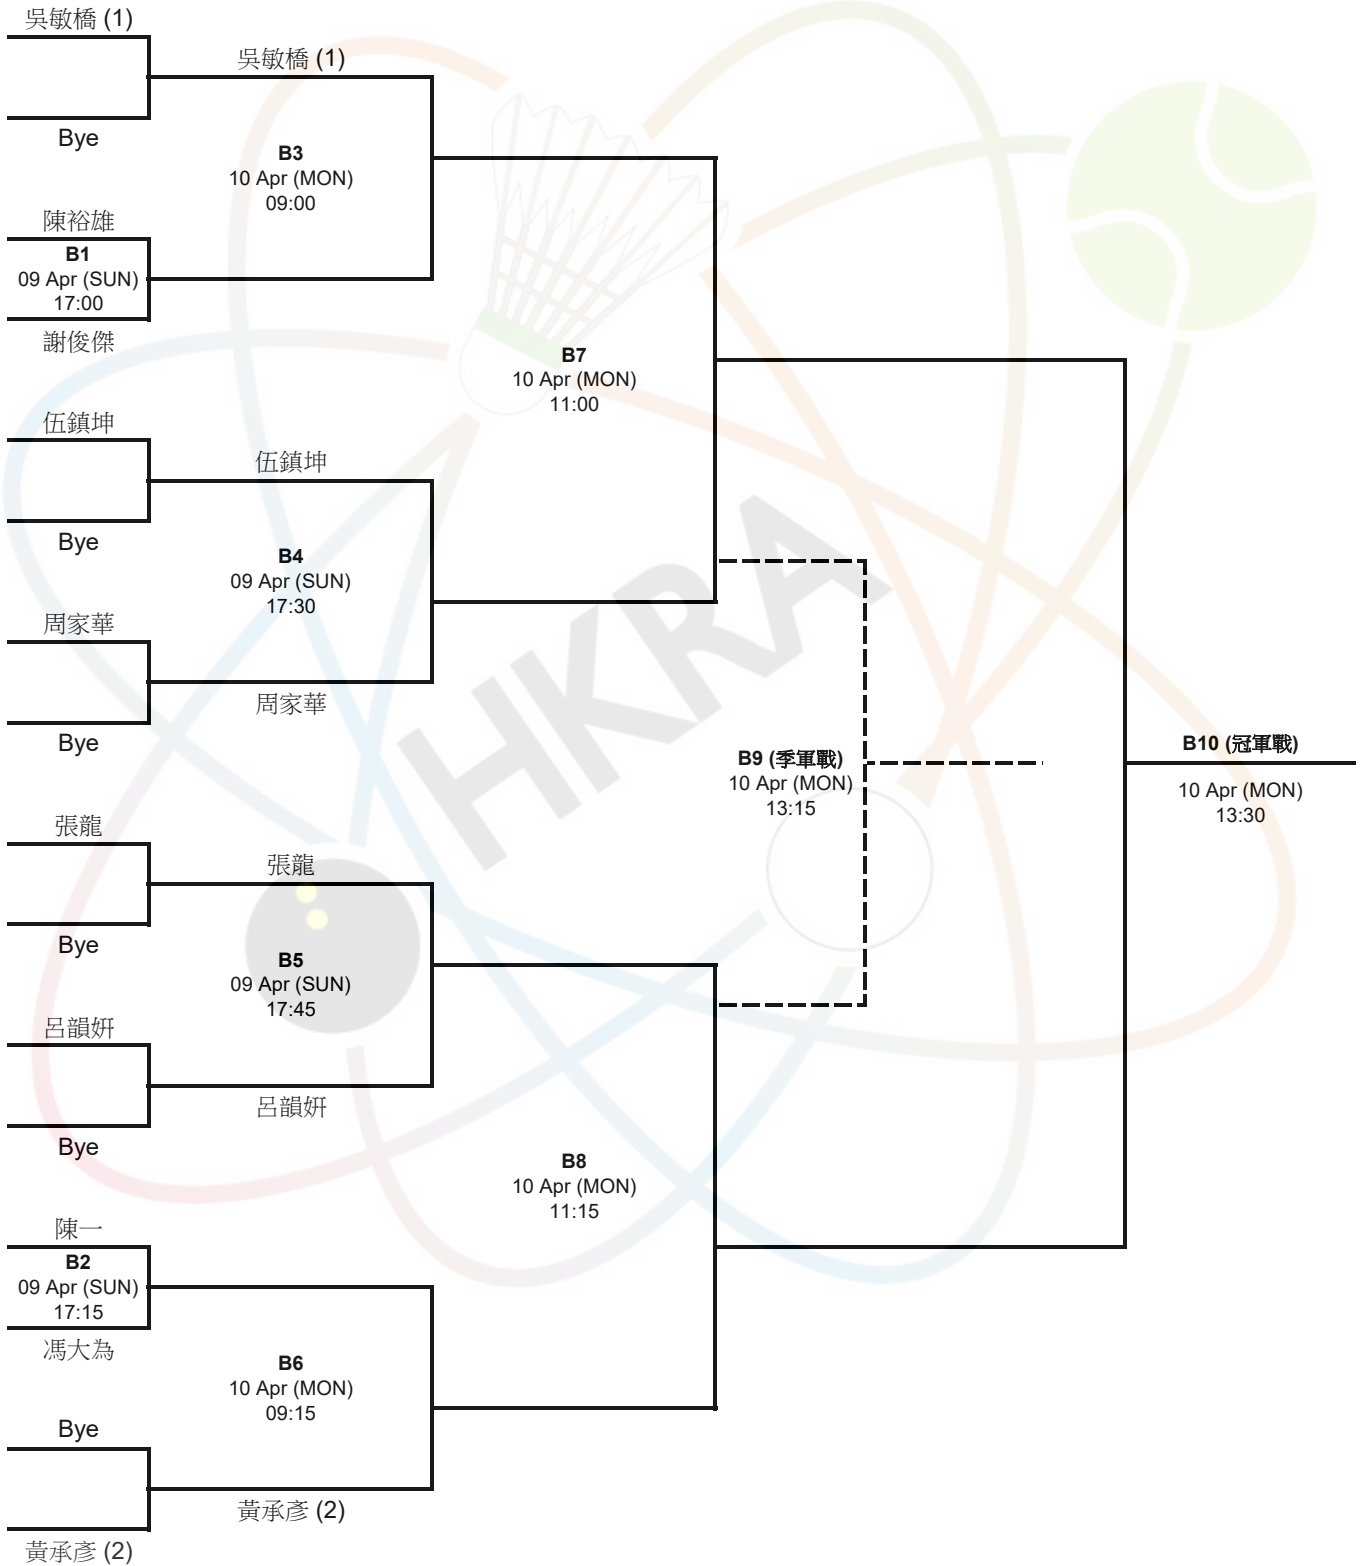 吳敏橋 (1)
吳敏橋 (1)
Bye
B3
10 Apr (MON)
09:00
陳裕雄
B1
09 Apr (SUN)
17:00
謝俊傑
B7
10 Apr (MON)
11:00
伍鎮坤
伍鎮坤
Bye
B4
09 Apr (SUN)
17:30
周家華
周家華
Bye
HKRA
B9 (季軍戰)
10 Apr (MON)
13:15
B10 (冠軍戰)
10 Apr (MON)
13:30
張龍
張龍
Bye
B5
09 Apr (SUN)
17:45
呂韻妍
呂韻妍
Bye
B8
10 Apr (MON)
11:15
陳一
B2
09 Apr (SUN)
17:15
馮大為
B6
10 Apr (MON)
09:15
Bye
黃承彥 (2)
黃承彥 (2)